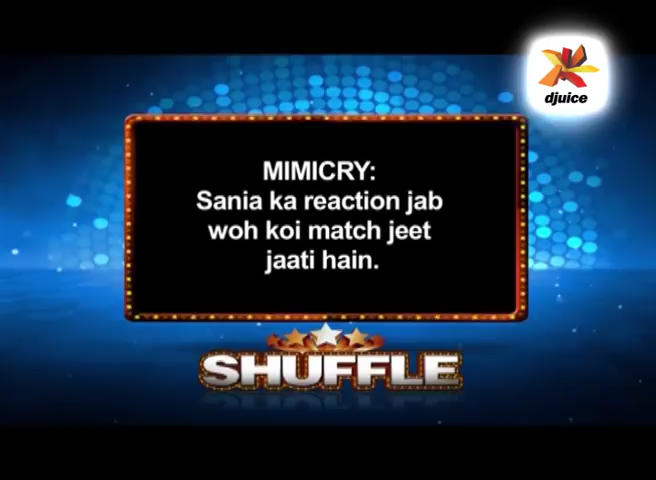 djuice
MIMICRY:
Sania ka reaction jab
woh koi match jeet
jaati hain.
SHUFFLE